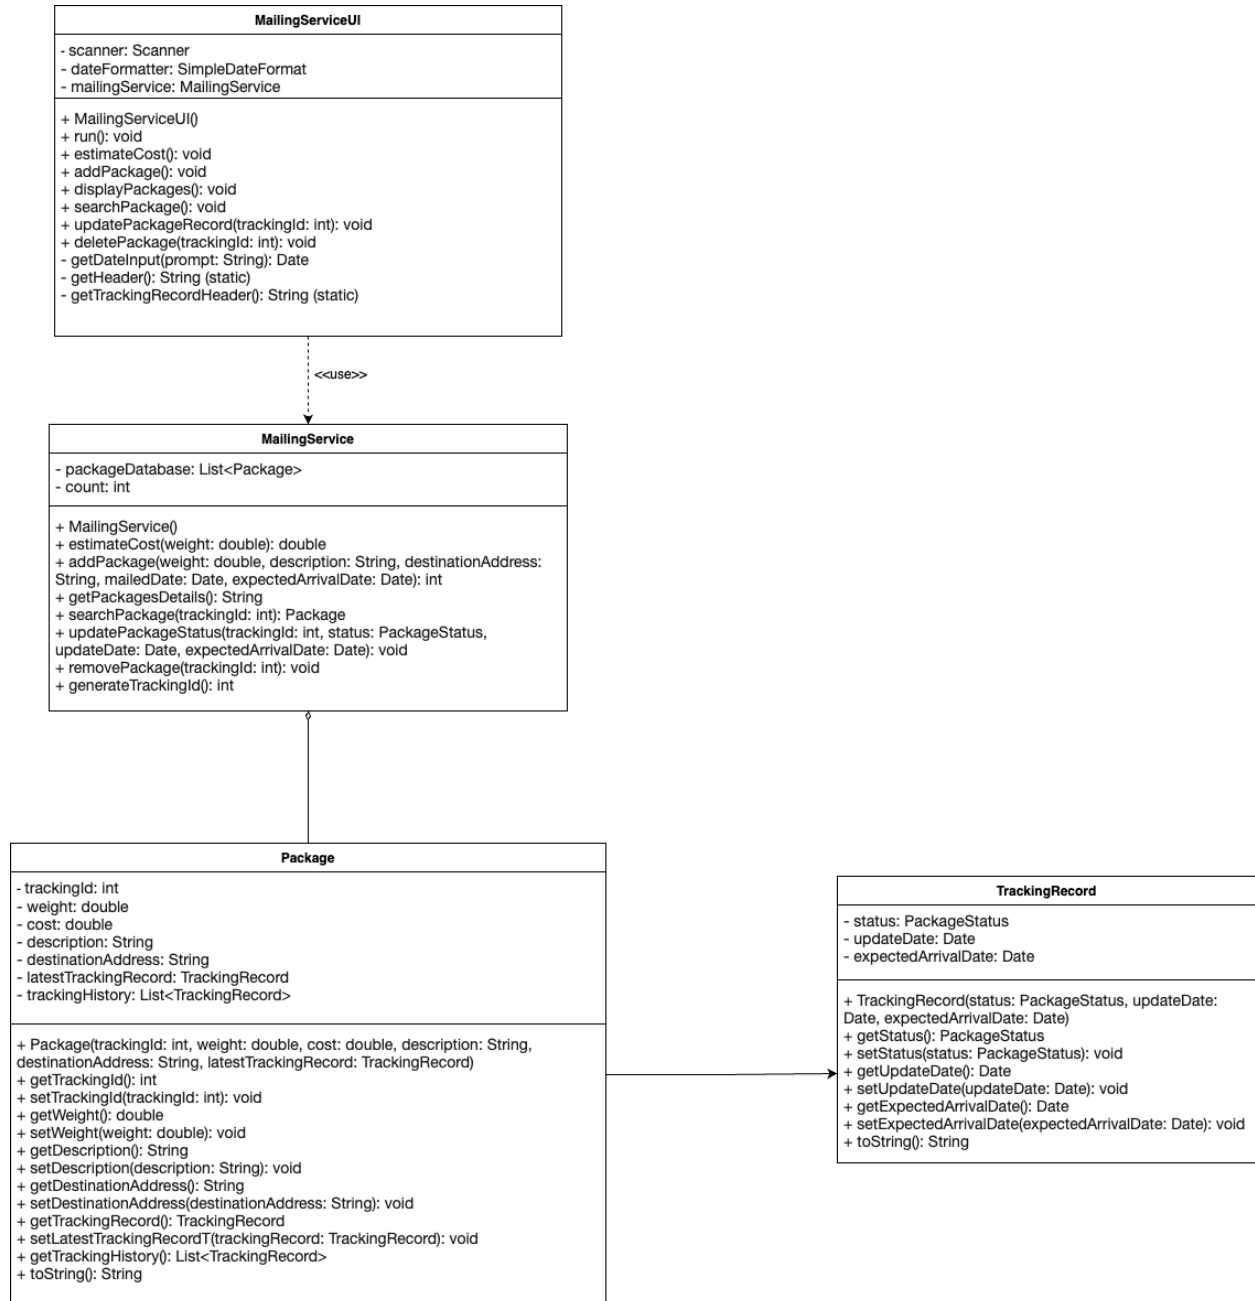 MailingServiceUI
- scanner: Scanner
- dateFormatter: SimpleDateFormat
- mailingService: MailingService
+ MailingServiceUI()
+ run(): void
+ estimateCost(): void
+ addPackage(): void
+ displayPackages(): void
+ searchPackage(): void
+ updatePackageRecord(trackingId: int): void
+ deletePackage(trackingId: int): void
- getDateInput(prompt: String): Date
- getHeader(): String (static)
- getTrackingRecordHeader(): String (static)
<<use>>
MailingService
- packageDatabase: List<Package>
- count: int
+ MailingService()
+ estimateCost(weight: double): double
+ addPackage(weight: double, description: String, destinationAddress:
String, mailedDate: Date, expectedArrivalDate: Date): int
+ getPackagesDetails(): String
+ searchPackage(trackingId: int): Package
+ updatePackageStatus(trackingId: int, status: PackageStatus,
updateDate: Date, expectedArrivalDate: Date): void
+ removePackage(trackingId: int): void
+ generateTrackingId(): int
Package
- trackingId: int
- weight: double
- cost: double
- description: String
- destinationAddress: String
- latestTrackingRecord: TrackingRecord
- trackingHistory: List<TrackingRecord>
+ Package(trackingId: int, weight: double, cost: double, description: String,
destinationAddress: String, latestTrackingRecord: TrackingRecord)
+ getTrackingId(): int
+ setTrackingId(trackingId: int): void
+ getWeight(): double
+ setWeight(weight: double): void
+ getDescription(): String
+ setDescription(description: String): void
+ getDestinationAddress(): String
+ setDestinationAddress(destinationAddress: String): void
+ getTrackingRecord(): TrackingRecord
+ setLatestTrackingRecordT(trackingRecord: TrackingRecord): void
+ getTrackingHistory(): List<TrackingRecord>
+ toString(): String
TrackingRecord
- status: PackageStatus
- updateDate: Date
- expectedArrivalDate: Date
+ TrackingRecord(status: PackageStatus, updateDate:
Date, expectedArrivalDate: Date)
+ getStatus(): PackageStatus
+ setStatus(status: PackageStatus): void
+ getUpdateDate(): Date
+ setUpdateDate(updateDate: Date): void
+ getExpectedArrivalDate(): Date
+ setExpectedArrivalDate(expectedArrivalDate: Date): void
+ toString(): String